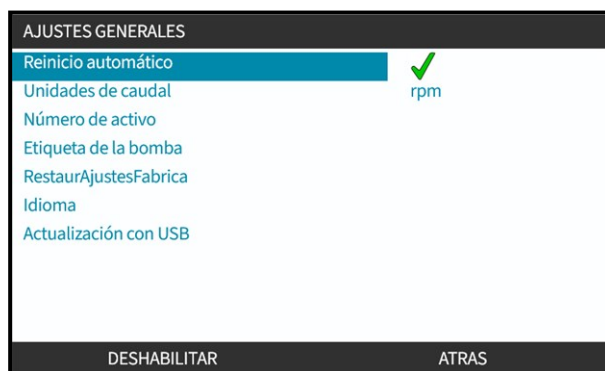 AJUSTES GENERALES
Reinicio automático
Unidades de caudal rpm
Número de activo
Etiqueta de la bomba
RestaurAjustesFabrica
Idioma
Actualización con USB
DESHABILITAR ATRAS